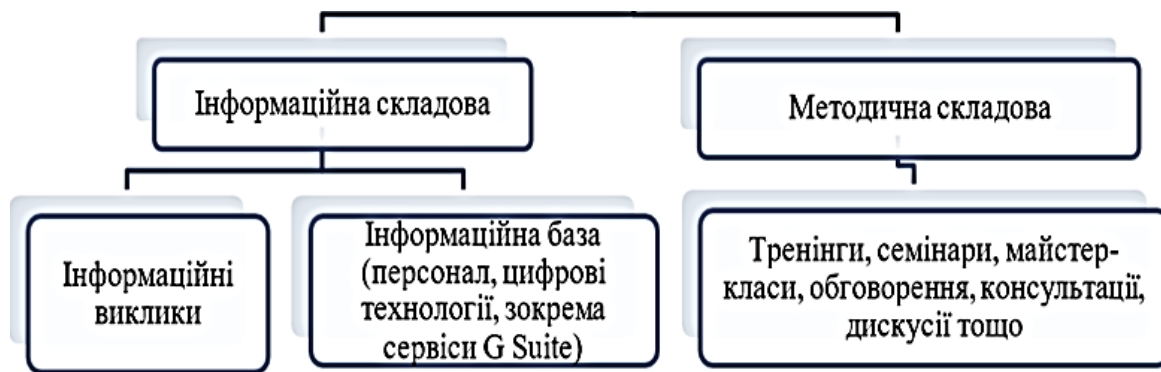 Інформаційна складова
Методична складова
Інформаційні
виклики
Інформаційна база
(персонал, цифрові
технології, зокрема
сервіси G Suite)
Тренінги, семінари, майстер-
класи, обговорення, консультації,
дискусії тощо